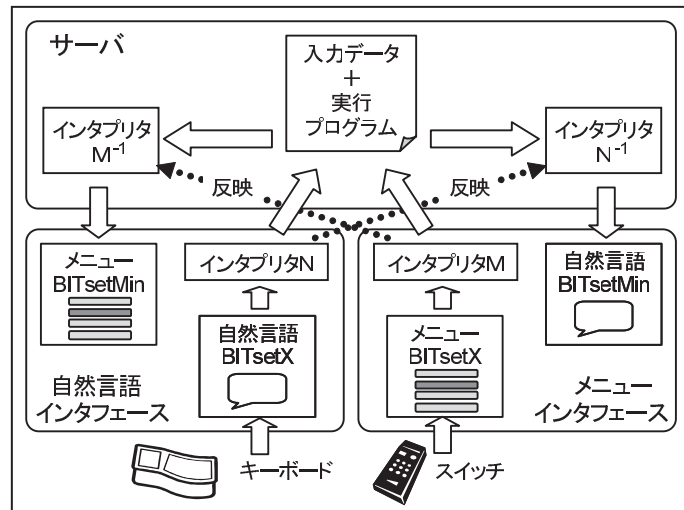 サーバ
入力データ
＋
実行
プログラム
インタプリタ
M-1
インタプリタ
N-1
反映
反映
メニュー
BITsetMin
インタプリタN
インタプリタM
自然言語
BITsetMin
自然言語
BITsetX
メニュー
BITsetX
自然言語
インタフェース
メニュー
インタフェース
キーボード
スイッチ